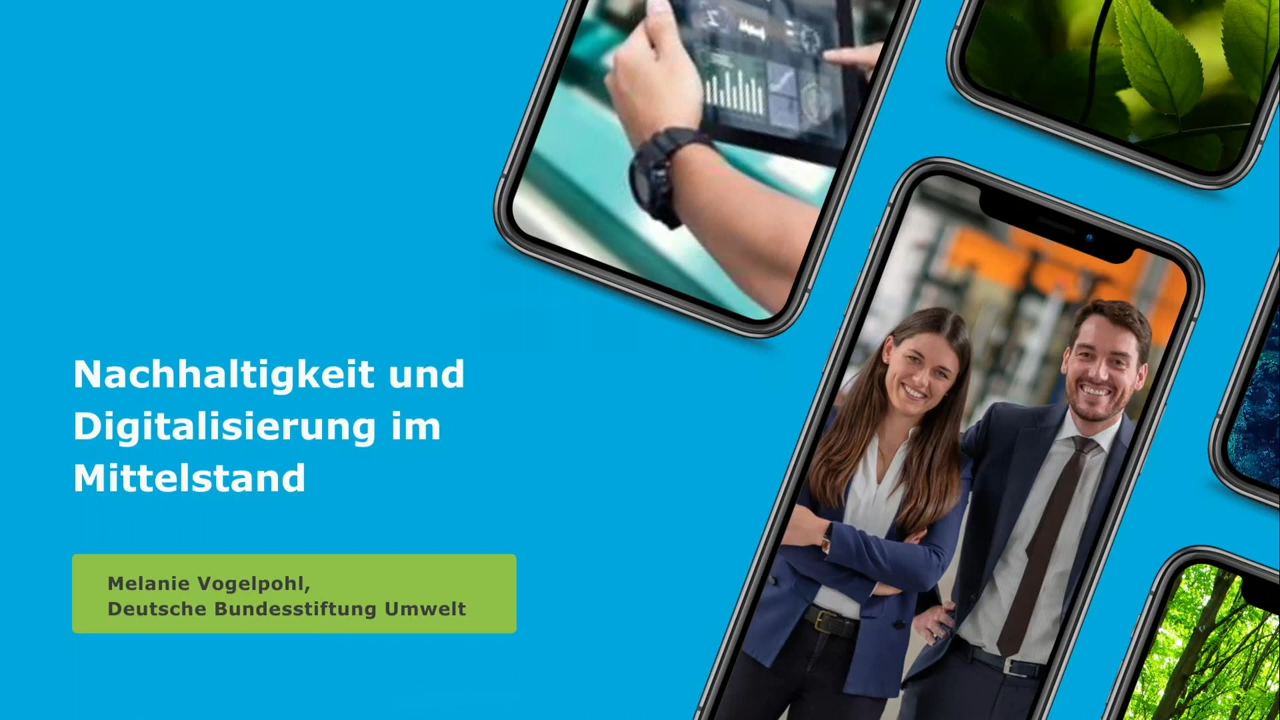 Nachhaltigkeit und
Digitalisierung im
Mittelstand
Melanie Vogelpohl,
Deutsche Bundesstiftung Umwelt